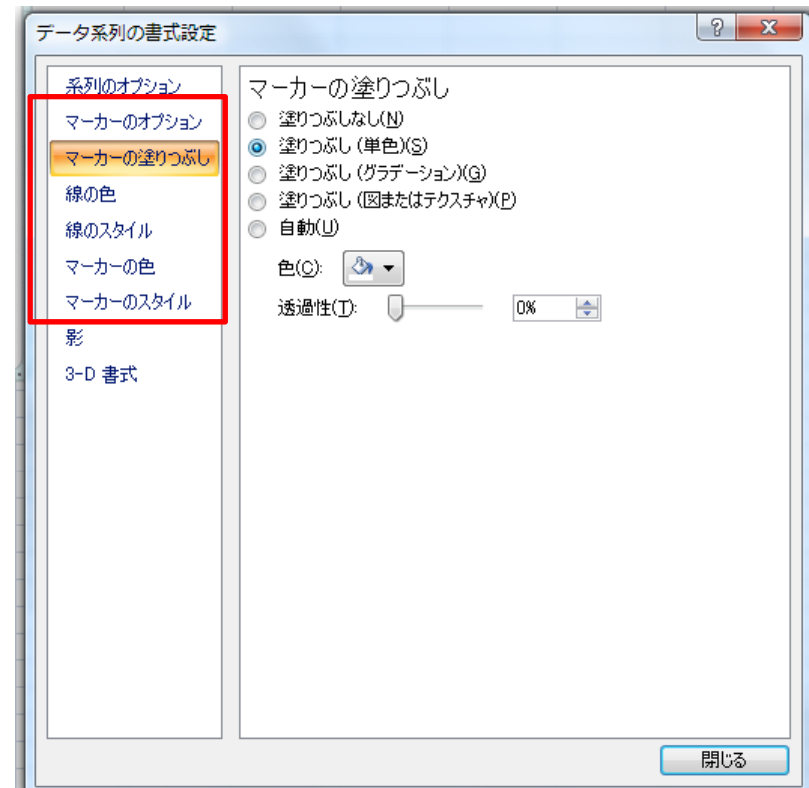 データ系列の書式設定
系列のオプション
マーカーのオプション
マーカーの塗りつぶし
線の色
線のスタイル
マーカーの色
マーカーのスタイル
影
3-D 書式
マーカーの塗りつぶし
塗りつぶしなし(N)
塗りつぶし (単色)(S)
塗りつぶし (グラデーション)(G)
塗りつぶし (図またはテクスチャ)(P)
自動(U)
色(C):
透過性(T): 0%
閉じる